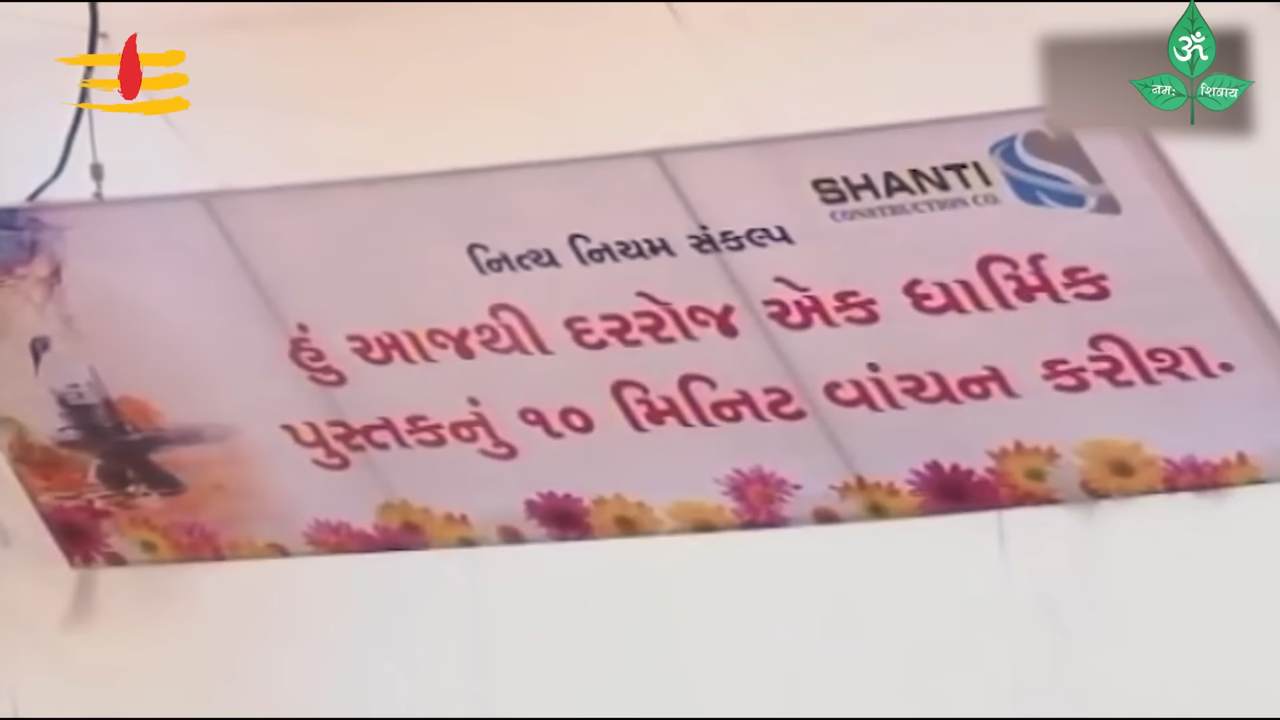 ॐ
नमः शिवाय
SHANTI
CONSTRUCTION CO.
નિત્ય નિયમ સંકલ્પ
હું આજથી દરરોજ એક ધાર્મિક
પુસ્તકનું ૧૦ મિનિટ વાંચન કરીશ.